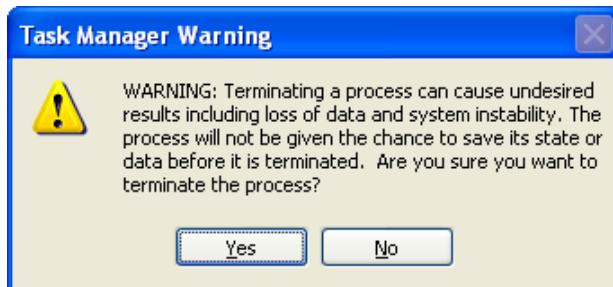 Task Manager Warning
WARNING: Terminating a process can cause undesired
results including loss of data and system instability. The
process will not be given the chance to save its state or
data before it is terminated.  Are you sure you want to
terminate the process?
Yes
No